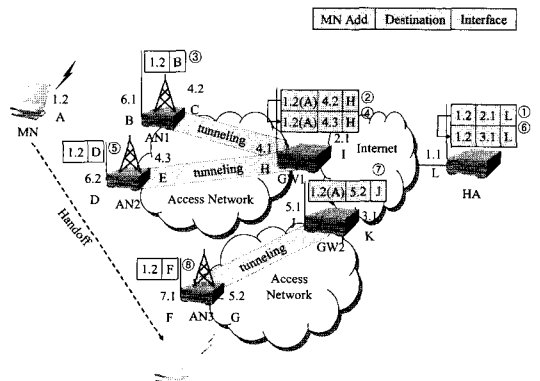 MN Add Destination Interface
1.2 B ③
4.2
1.2
A
MN
6.1
B
C
AN1
tunneling
1.2(A) 4.2 H ②
1.2(A) 4.3 H ④
2.1
I
Internet
1.2 2.1 L ①
1.2 3.1 L ⑥
1.1
L
HA
1.2 D ⑤
4.3
E
tunneling
4.1
H
GW1
6.2
D
AN2
Access Network
1.2(A) 5.2 J ⑦
5.1
J
3.1
K
GW2
Handoff
1.2 F ⑧
tunneling
7.1
F
AN3
5.2
G
Access
Network